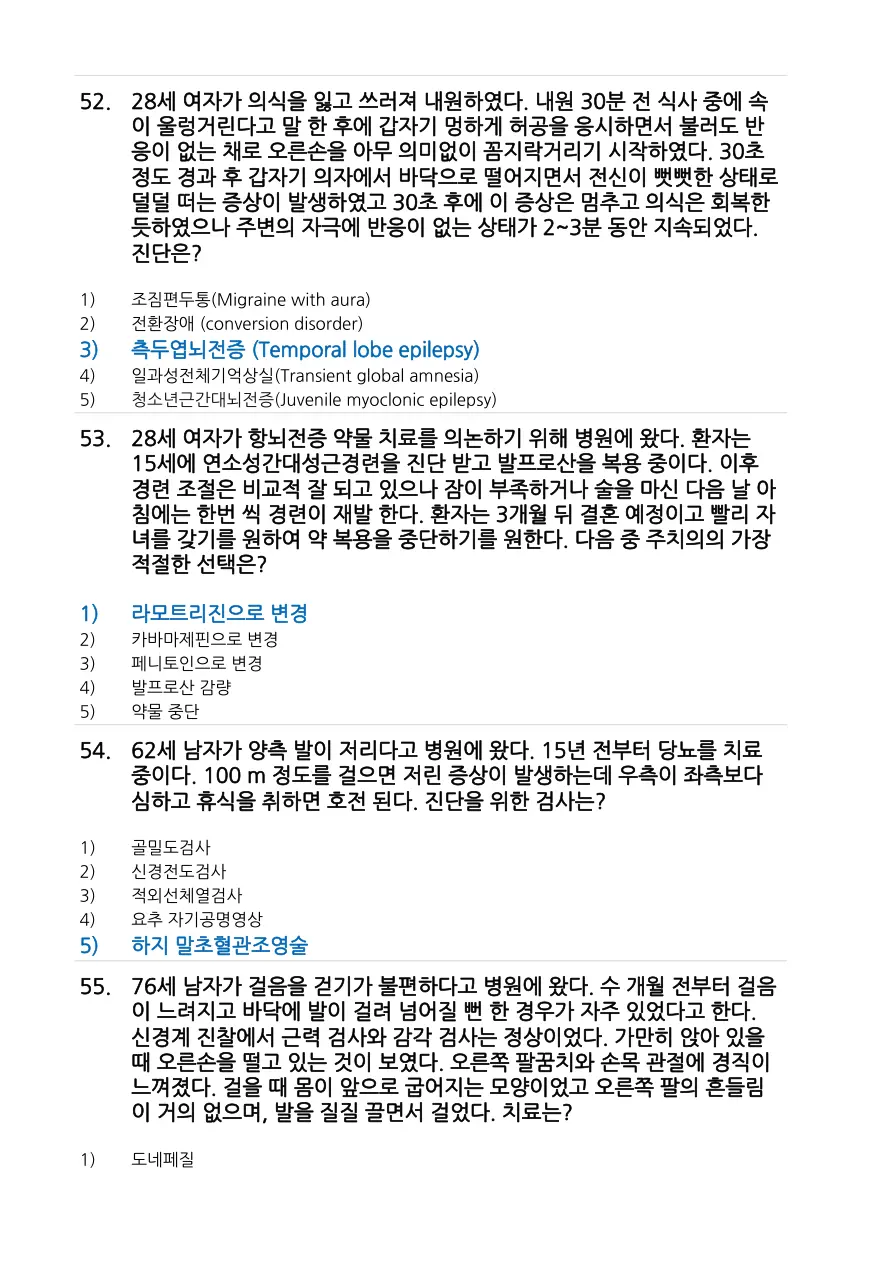 52. 28세 여자가 의식을 잃고 쓰러져 내원하였다. 내원 30분 전 식사 중에 속
이 울렁거린다고 말 한 후에 갑자기 멍하게 허공을 응시하면서 불러도 반
응이 없는 채로 오른손을 아무 의미없이 꼼지락거리기 시작하였다. 30초
정도 경과 후 갑자기 의자에서 바닥으로 떨어지면서 전신이 뻣뻣한 상태로
덜덜 떠는 증상이 발생하였고 30초 후에 이 증상은 멈추고 의식은 회복한
듯하였으나 주변의 자극에 반응이 없는 상태가 2~3분 동안 지속되었다.
진단은?
1) 조짐편두통(Migraine with aura)
2) 전환장애 (conversion disorder)
3) 측두엽뇌전증 (Temporal lobe epilepsy)
4) 일과성전체기억상실(Transient global amnesia)
5) 청소년근간대뇌전증(Juvenile myoclonic epilepsy)
53. 28세 여자가 항뇌전증 약물 치료를 의논하기 위해 병원에 왔다. 환자는
15세에 연소성간대성근경련을 진단 받고 발프로산을 복용 중이다. 이후
경련 조절은 비교적 잘 되고 있으나 잠이 부족하거나 술을 마신 다음 날 아
침에는 한번 씩 경련이 재발 한다. 환자는 3개월 뒤 결혼 예정이고 빨리 자
녀를 갖기를 원하여 약 복용을 중단하기를 원한다. 다음 중 주치의의 가장
적절한 선택은?
1) 라모트리진으로 변경
2) 카바마제핀으로 변경
3) 페니토인으로 변경
4) 발프로산 감량
5) 약물 중단
54. 62세 남자가 양측 발이 저리다고 병원에 왔다. 15년 전부터 당뇨를 치료
중이다. 100 m 정도를 걸으면 저린 증상이 발생하는데 우측이 좌측보다
심하고 휴식을 취하면 호전 된다. 진단을 위한 검사는?
1) 골밀도검사
2) 신경전도검사
3) 적외선체열검사
4) 요추 자기공명영상
5) 하지 말초혈관조영술
55. 76세 남자가 걸음을 걷기가 불편하다고 병원에 왔다. 수 개월 전부터 걸음
이 느려지고 바닥에 발이 걸려 넘어질 뻔 한 경우가 자주 있었다고 한다.
신경계 진찰에서 근력 검사와 감각 검사는 정상이었다. 가만히 앉아 있을
때 오른손을 떨고 있는 것이 보였다. 오른쪽 팔꿈치와 손목 관절에 경직이
느껴졌다. 걸을 때 몸이 앞으로 굽어지는 모양이었고 오른쪽 팔의 흔들림
이 거의 없으며, 발을 질질 끌면서 걸었다. 치료는?
1) 도네페질